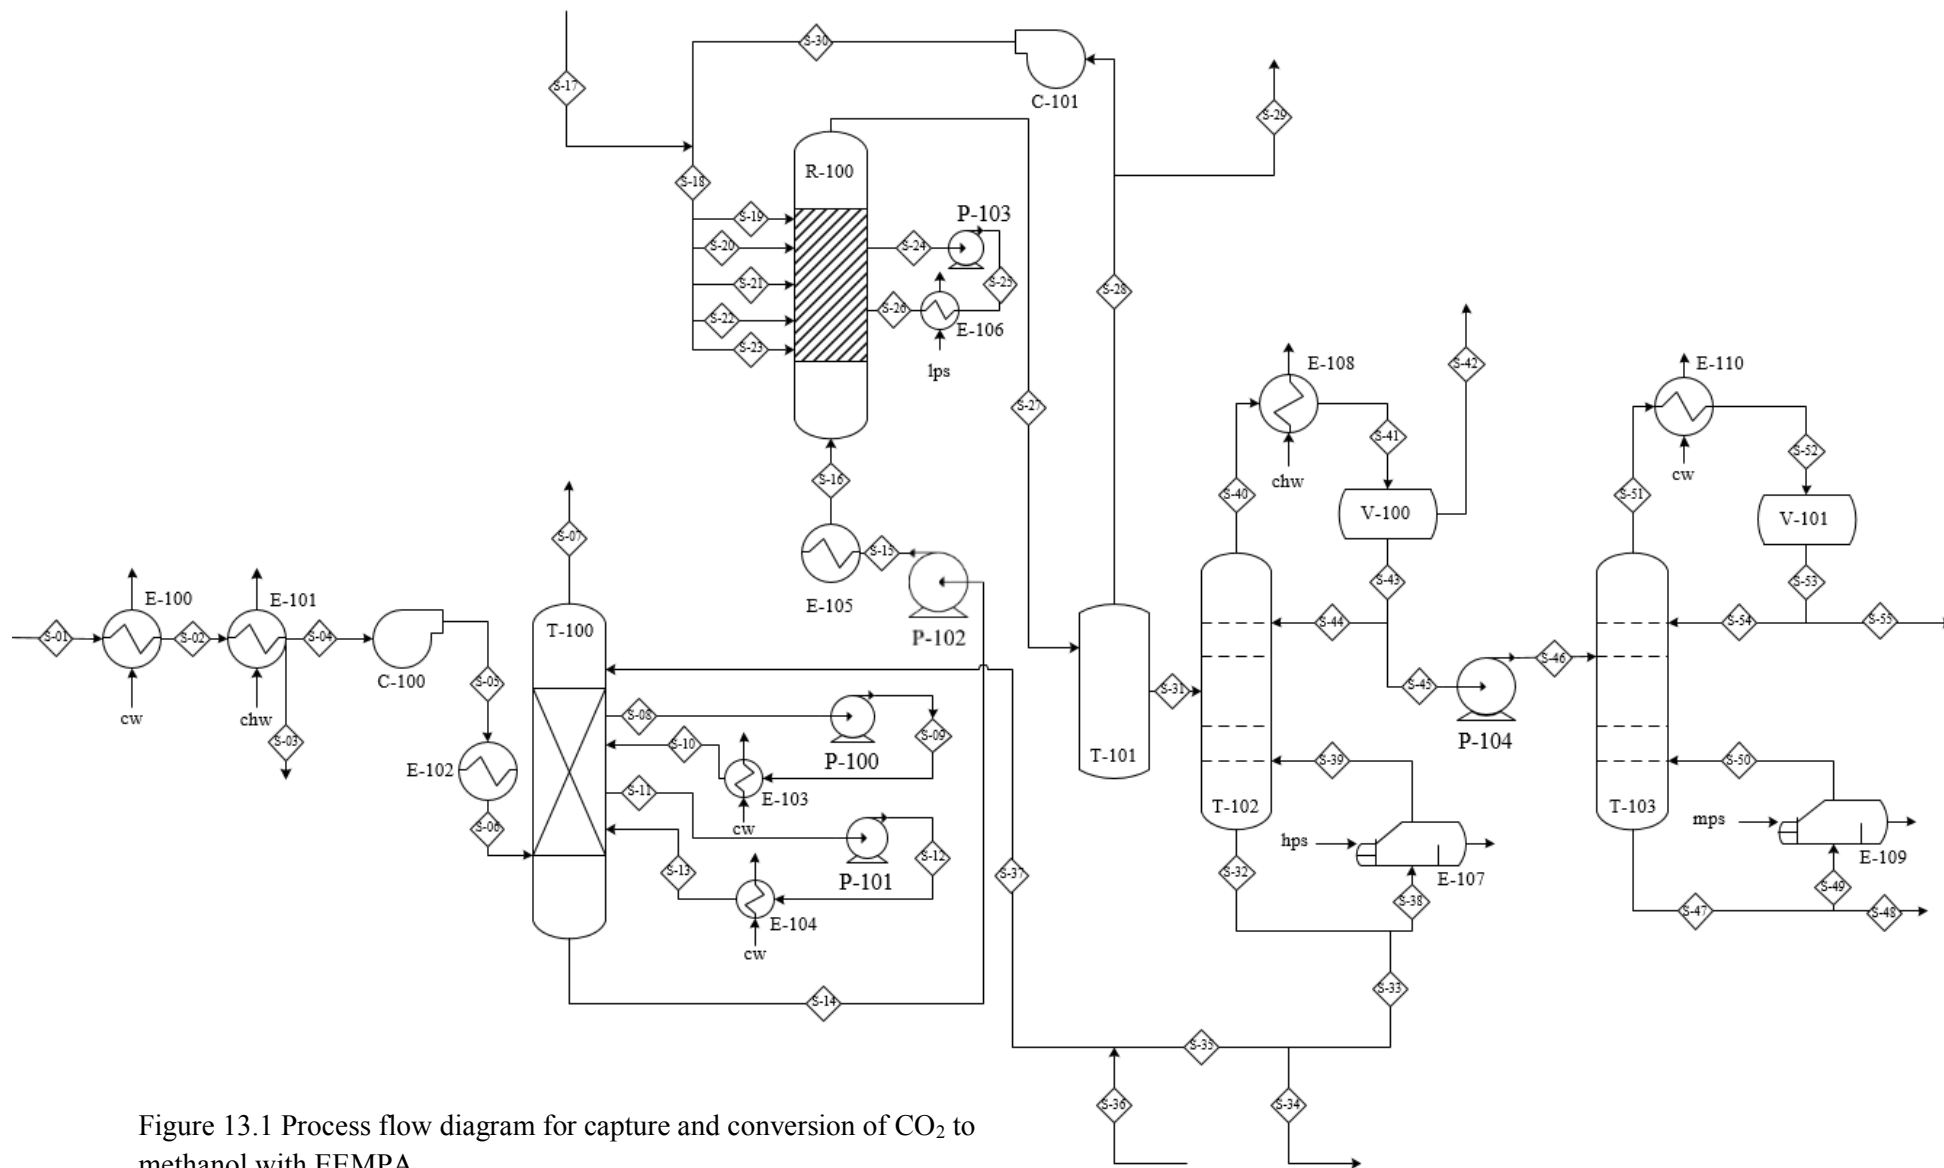 S-30
S-17
C-101
S-29
R-100
S-18
S-19
P-103
S-20
S-24
S-21
S-25
S-28
S-26
S-22
E-106
S-23
lps
E-108
E-110
S-42
S-27
S-41
S-52
cw
chw
S-16
S-40
S-51
V-100
V-101
S-07
S-15
E-105
P-102
S-43
S-53
E-100
E-101
T-100
S-01
S-02
S-04
S-44
S-54
S-55
C-100
S-05
S-46
cw
chw
S-31
S-45
S-08
S-09
S-03
S-10
P-104
P-100
T-101
S-39
S-50
E-102
S-11
E-103
T-102
T-103
cw
mps
S-06
hps
S-12
E-109
S-13
P-101
S-32
S-37
E-107
S-38
S-49
E-104
S-47
S-48
cw
S-33
S-14
S-35
S-36
S-34
Figure 13.1 Process flow diagram for capture and conversion of CO₂ to
methanol with EEMPA